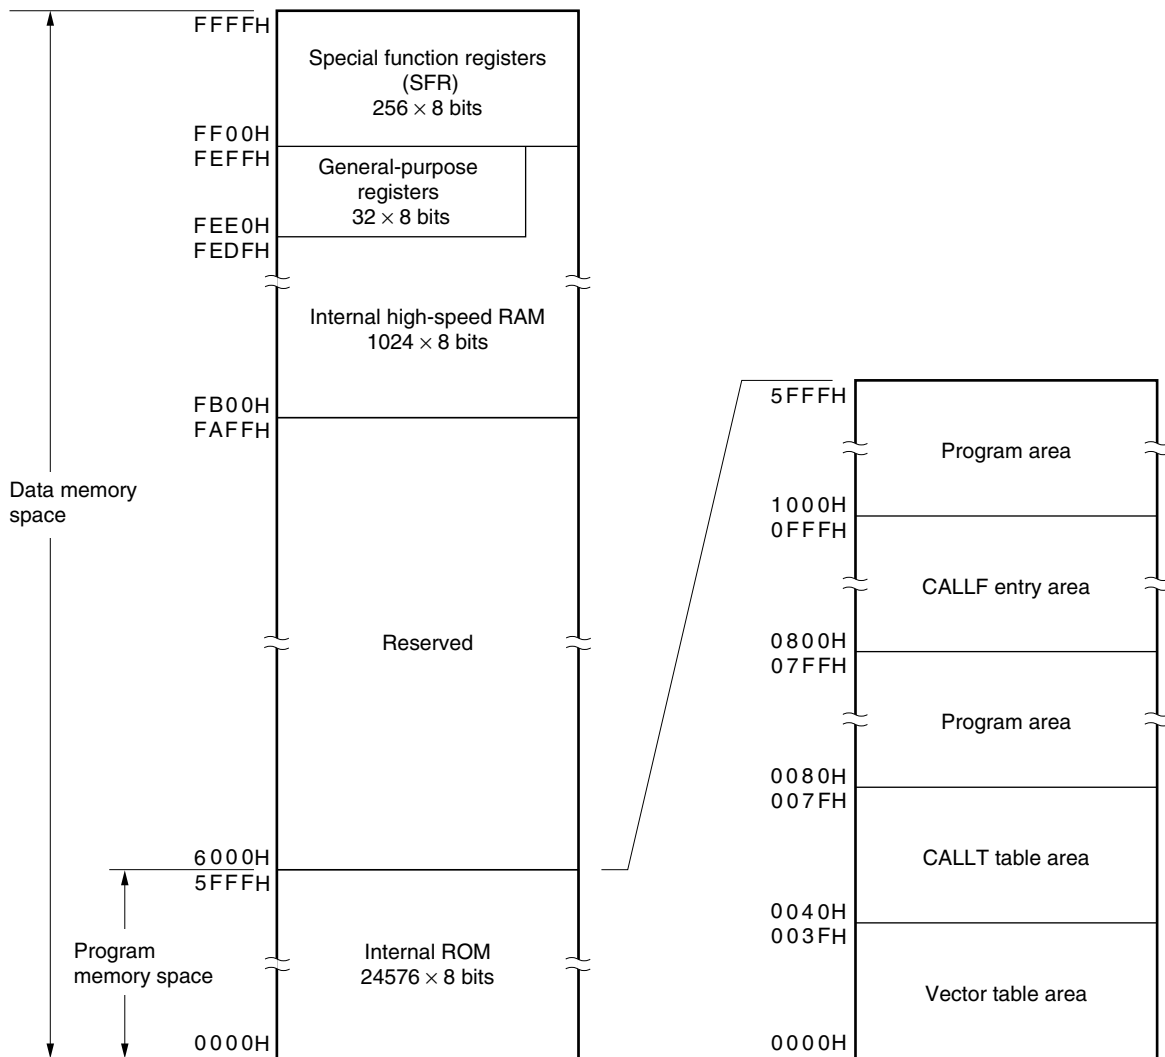 FFFFH
Special function registers
(SFR)
256 × 8 bits
FF00H
FEFFH
General-purpose
registers
32 × 8 bits
FEE0H
FEDFH
Internal high-speed RAM
1024 × 8 bits
FB00H
FAFFH
Data memory
space
Reserved
6000H
5FFFH
Program
memory space
Internal ROM
24576 × 8 bits
0000H
5FFFH
Program area
1000H
0FFFH
CALLF entry area
0800H
07FFH
Program area
0080H
007FH
CALLT table area
0040H
003FH
Vector table area
0000H